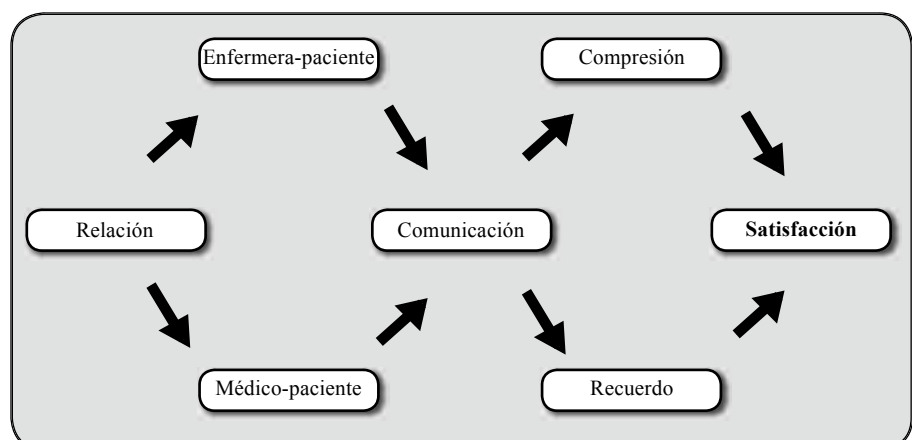 Enfermera-paciente
Compresión
Relación
Comunicación
Satisfacción
Médico-paciente
Recuerdo